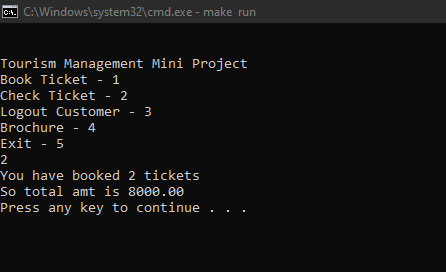 C:\Windows\system32\cmd.exe - make run
Tourism Management Mini Project
Book Ticket - 1
Check Ticket - 2
Logout Customer - 3
Brochure - 4
Exit - 5
2
You have booked 2 tickets
So total amt is 8000.00
Press any key to continue . . .